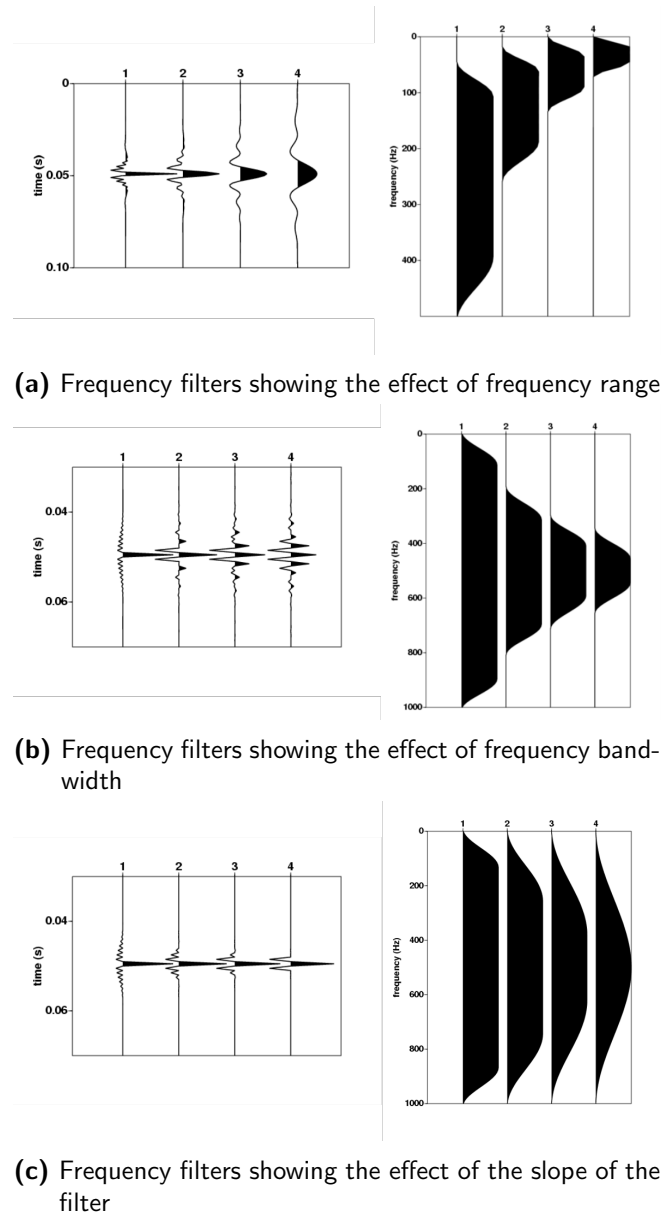 1 2 3 4
0
0.05
0.10
time (s)
1 2 3 4
0
100
200
300
400
frequency (Hz)
(a) Frequency filters showing the effect of frequency range
1 2 3 4
0.04
0.06
time (s)
1 2 3 4
0
200
400
600
800
1000
frequency (Hz)
(b) Frequency filters showing the effect of frequency band-
width
1 2 3 4
0.04
0.06
time (s)
1 2 3 4
0
200
400
600
800
1000
frequency (Hz)
(c) Frequency filters showing the effect of the slope of the
filter